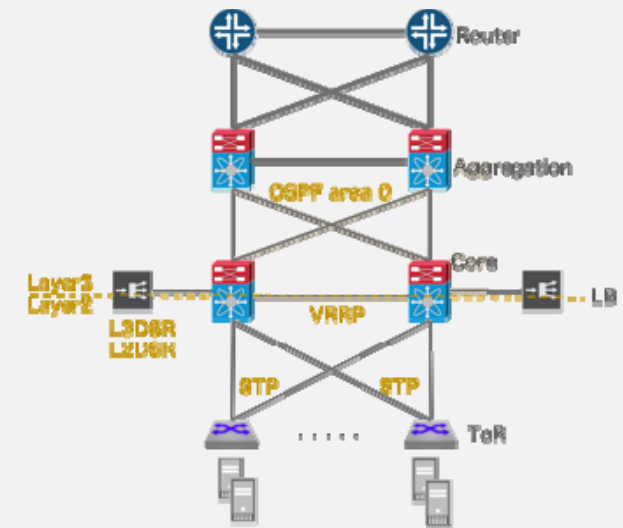 Router
Aggregation
OSPF area 0
Core
Layer3
Layer2
LB
VRRP
L3DSR
L2DSR
STP
STP
.....
ToR